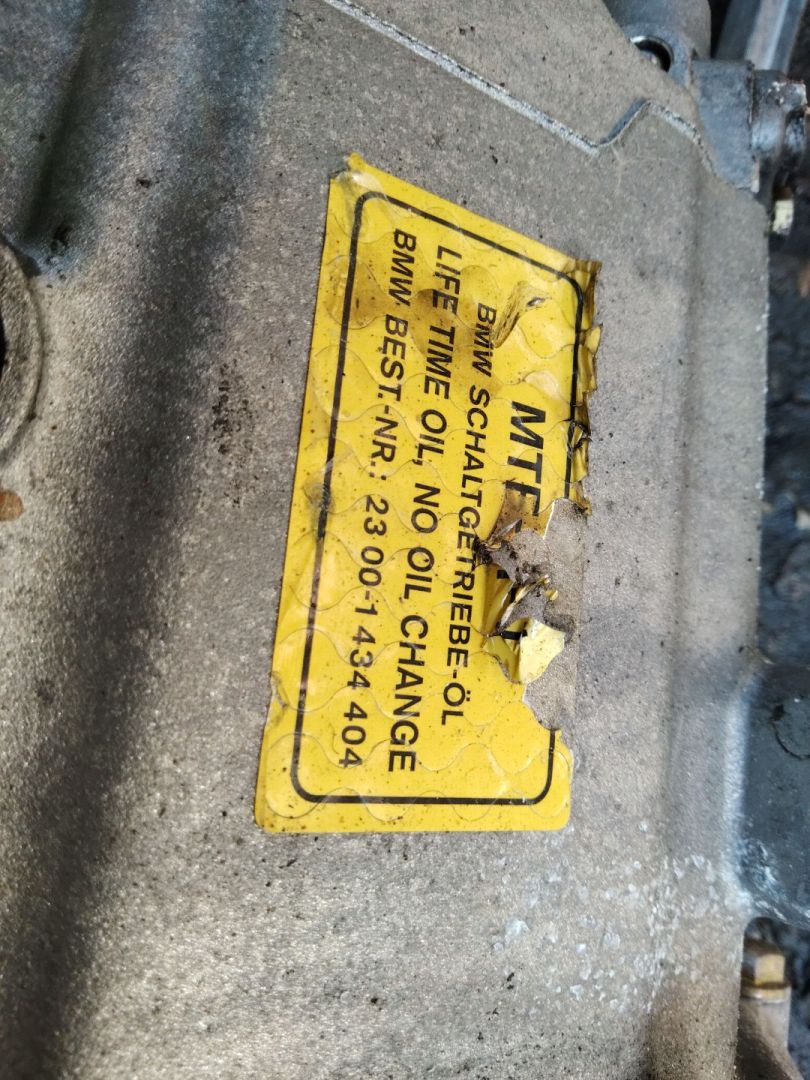 MTF
BMW SCHALTGETRIEBE-ÖL
LIFE TIME OIL, NO OIL CHANGE
BMW BEST.-NR.: 23 00-1 434 404